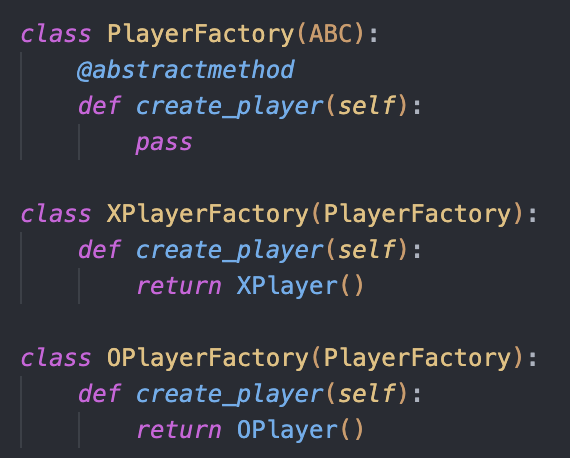 class PlayerFactory(ABC):
    @abstractmethod
    def create_player(self):
        pass

class XPlayerFactory(PlayerFactory):
    def create_player(self):
        return XPlayer()

class OPlayerFactory(PlayerFactory):
    def create_player(self):
        return OPlayer()